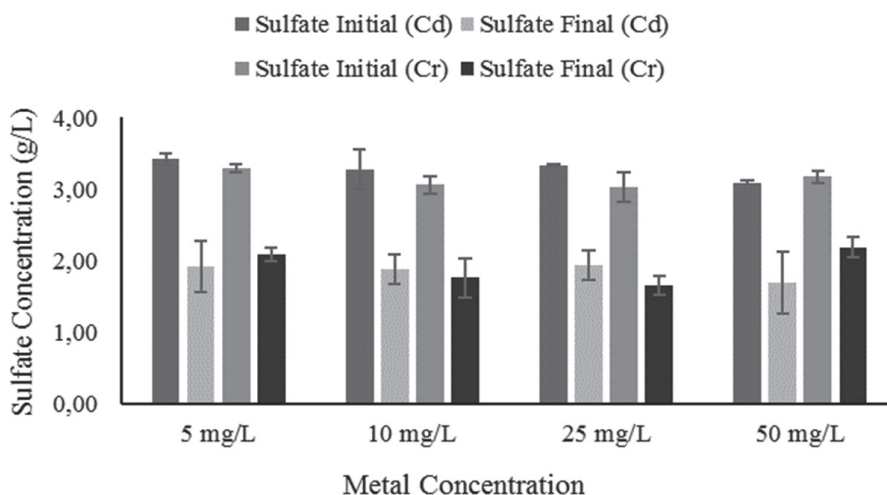 Sulfate Initial (Cd) Sulfate Final (Cd)
Sulfate Initial (Cr) Sulfate Final (Cr)
4,00
3,00
2,00
1,00
0,00
Sulfate Concentration (g/L)
5 mg/L 10 mg/L 25 mg/L 50 mg/L
Metal Concentration